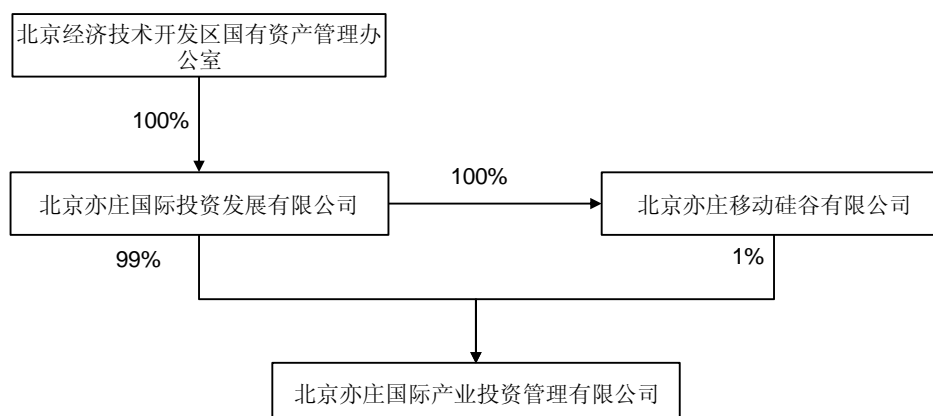 北京经济技术开发区国有资产管理办
公室
100%
北京亦庄国际投资发展有限公司
100%
北京亦庄移动硅谷有限公司
99%
1%
北京亦庄国际产业投资管理有限公司